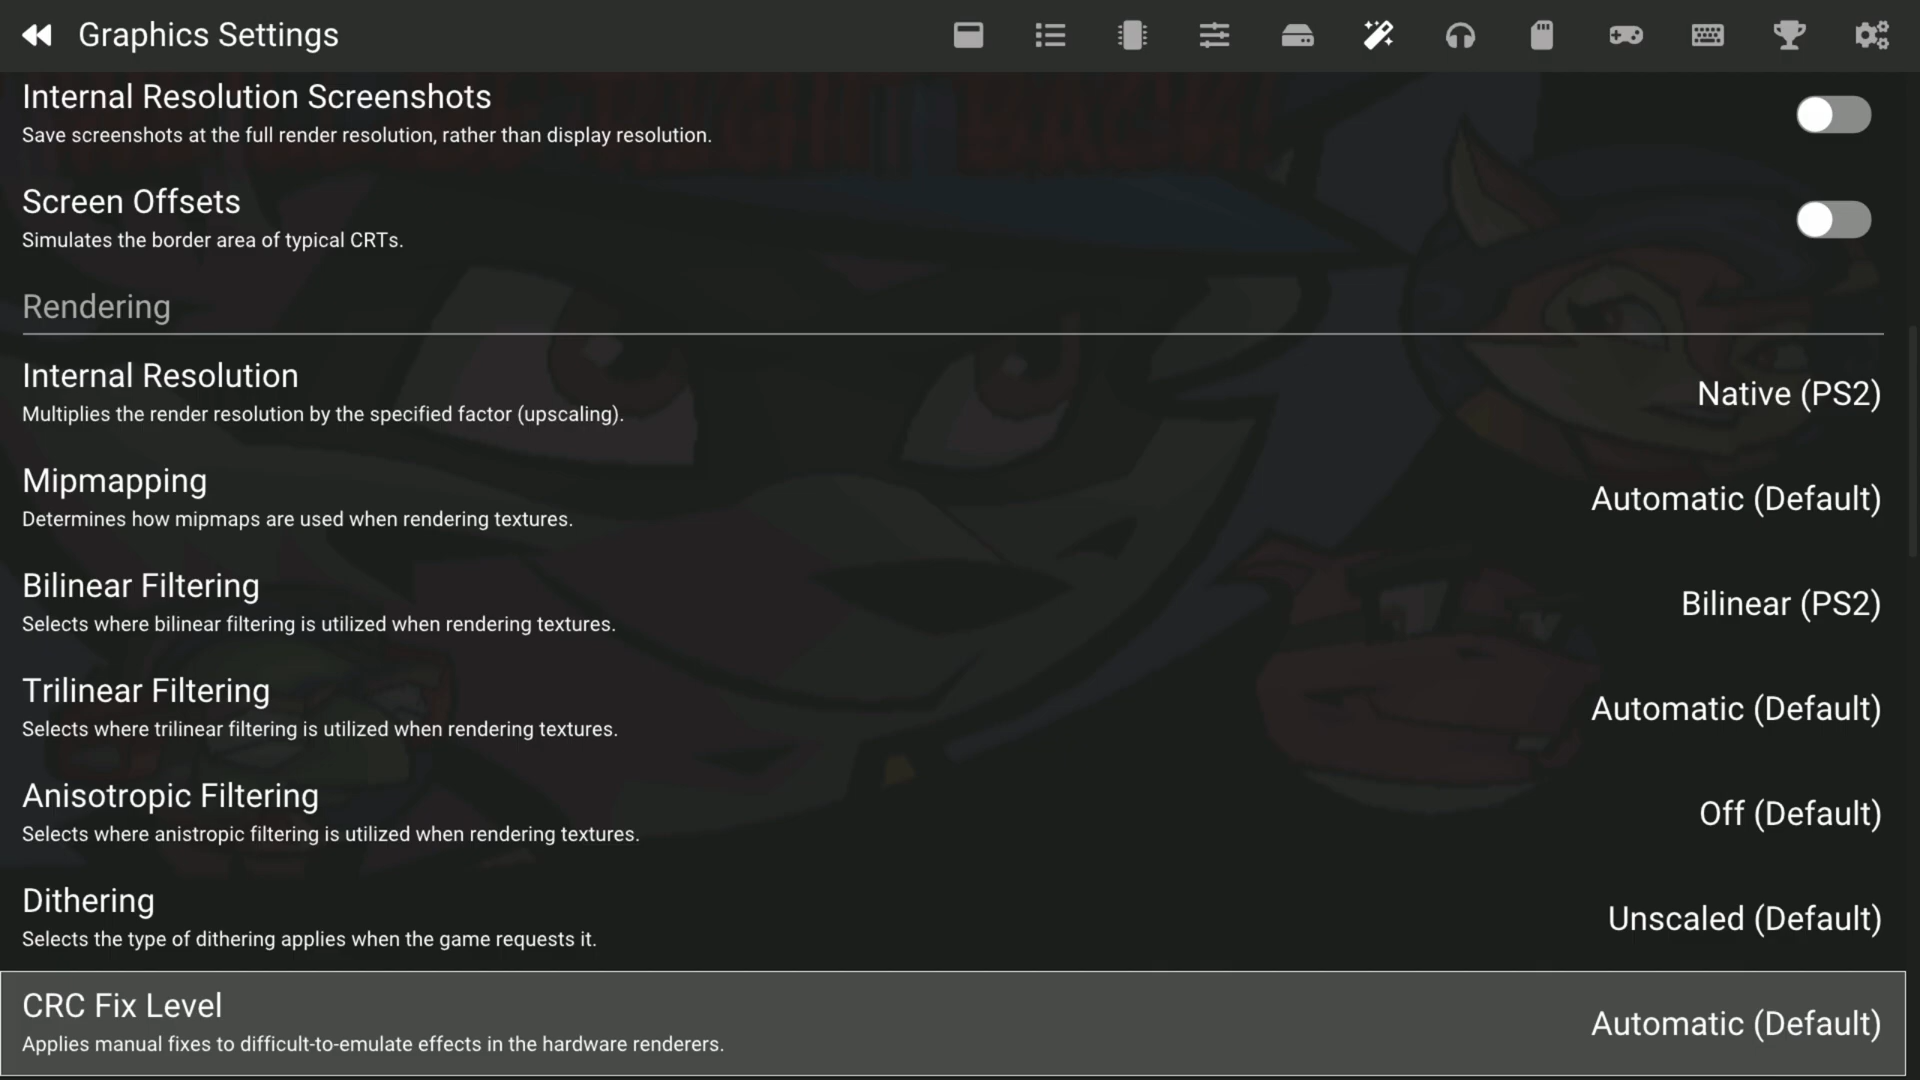 Graphics Settings
Internal Resolution Screenshots
Save screenshots at the full render resolution, rather than display resolution.
Screen Offsets
Simulates the border area of typical CRTs.
Rendering
Internal Resolution
Multiplies the render resolution by the specified factor (upscaling).
Native (PS2)
Mipmapping
Determines how mipmaps are used when rendering textures.
Automatic (Default)
Bilinear Filtering
Selects where bilinear filtering is utilized when rendering textures.
Bilinear (PS2)
Trilinear Filtering
Selects where trilinear filtering is utilized when rendering textures.
Automatic (Default)
Anisotropic Filtering
Selects where anistropic filtering is utilized when rendering textures.
Off (Default)
Dithering
Selects the type of dithering applies when the game requests it.
Unscaled (Default)
CRC Fix Level
Applies manual fixes to difficult-to-emulate effects in the hardware renderers.
Automatic (Default)